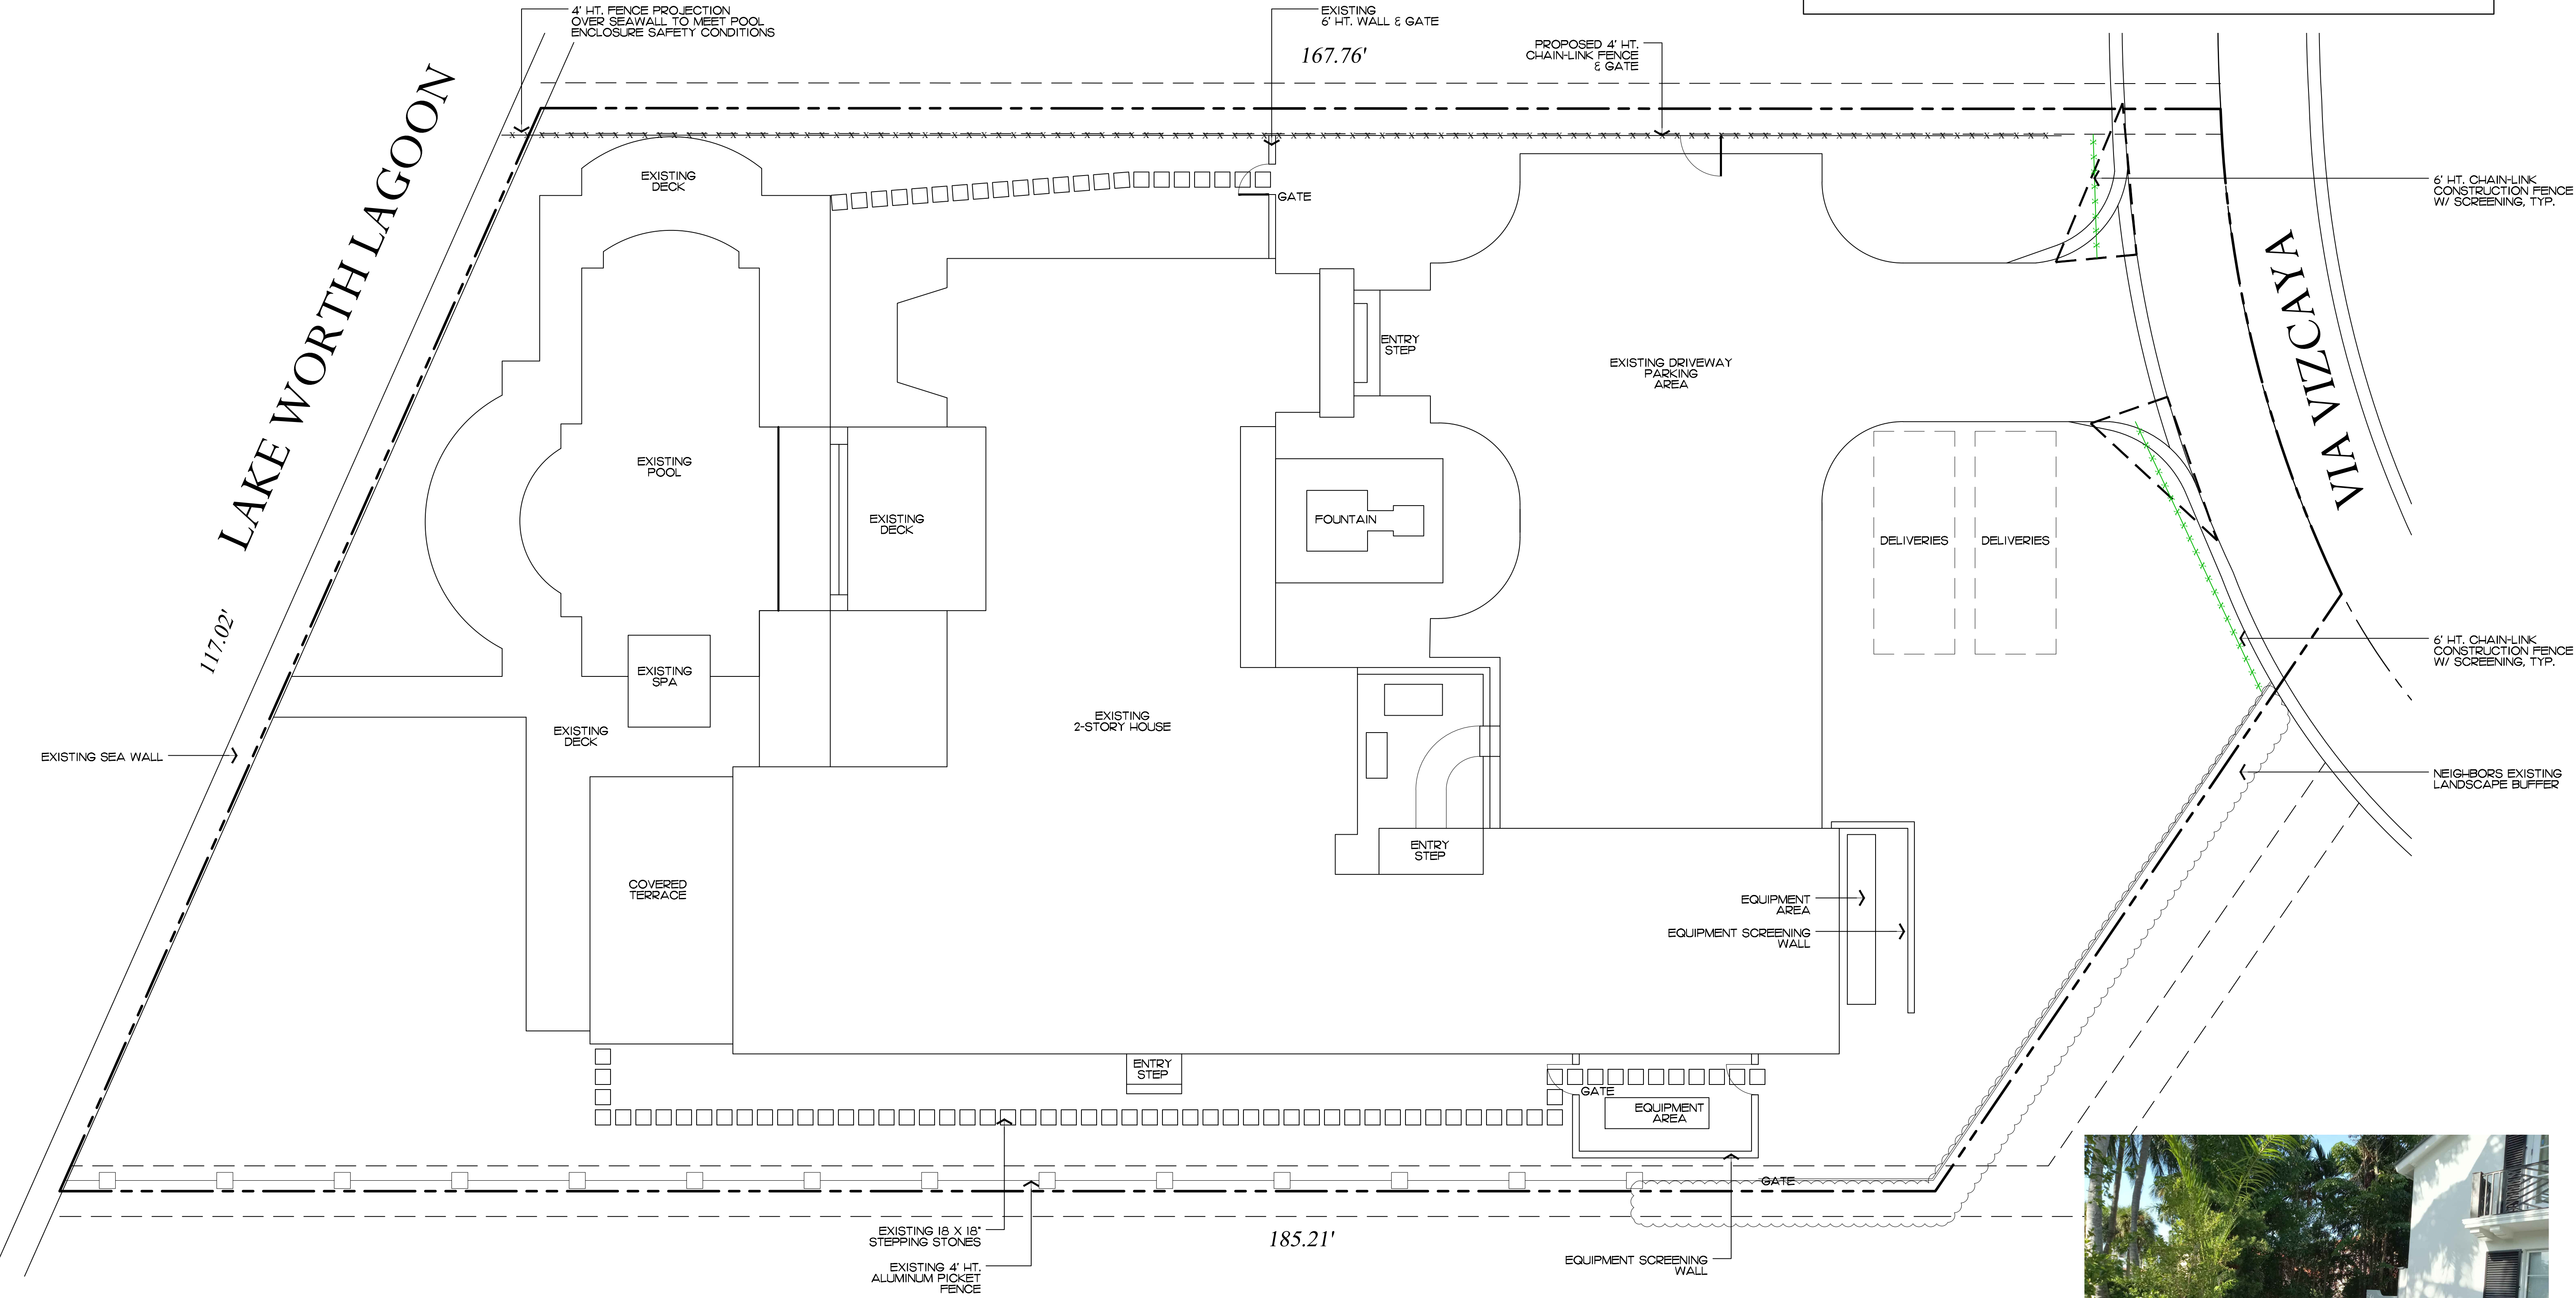 4' HT. FENCE PROJECTION
OVER SEAWALL TO MEET POOL
ENCLOSURE SAFETY CONDITIONS
EXISTING
6' HT. WALL & GATE
167.76'
PROPOSED 4' HT.
CHAIN-LINK FENCE
& GATE
EXISTING
DECK
GATE
6' HT. CHAIN-LINK
CONSTRUCTION FENCE
W/ SCREENING, TYP.
LAKE WORTH LAGOON
VIA VIZCAYA
ENTRY
STEP
EXISTING DRIVEWAY
PARKING
AREA
EXISTING
POOL
EXISTING
DECK
FOUNTAIN
DELIVERIES
DELIVERIES
117.02'
6' HT. CHAIN-LINK
CONSTRUCTION FENCE
W/ SCREENING, TYP.
EXISTING
SPA
EXISTING
DECK
EXISTING
2-STORY HOUSE
EXISTING SEA WALL
NEIGHBORS EXISTING
LANDSCAPE BUFFER
ENTRY
STEP
COVERED
TERRACE
EQUIPMENT
AREA
EQUIPMENT SCREENING
WALL
ENTRY
STEP
GATE
EQUIPMENT
AREA
GATE
EXISTING 18 X 18"
STEPPING STONES
185.21'
EQUIPMENT SCREENING
WALL
EXISTING 4' HT.
ALUMINUM PICKET
FENCE